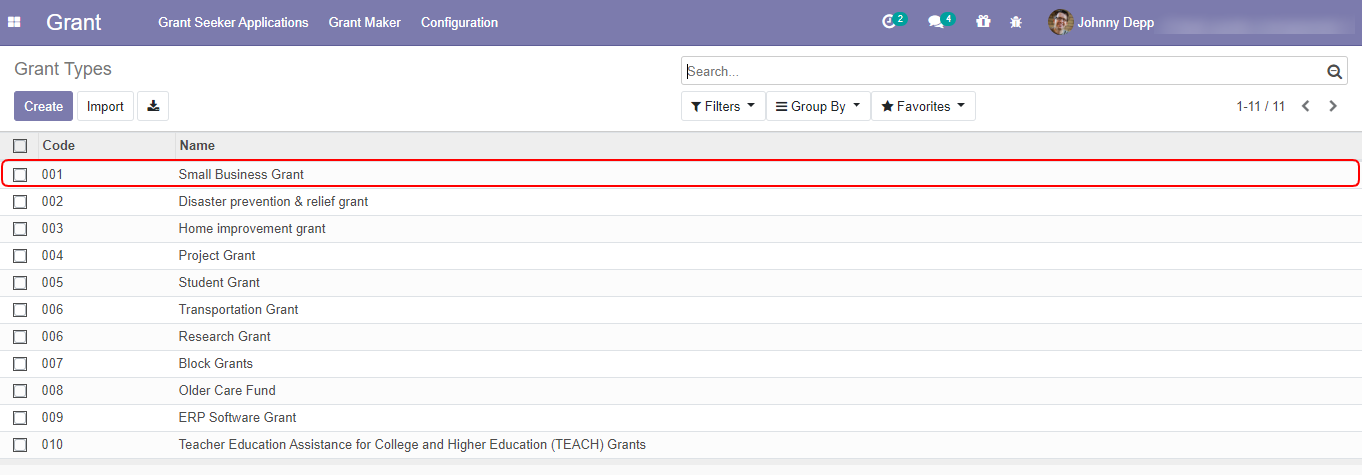 Grant Grant Seeker Applications Grant Maker Configuration 2 4 Johnny Depp
Grant Types Search...
Create Import Filters Group By Favorites 1-11 / 11
Code Name
001 Small Business Grant
002 Disaster prevention & relief grant
003 Home improvement grant
004 Project Grant
005 Student Grant
006 Transportation Grant
006 Research Grant
007 Block Grants
008 Older Care Fund
009 ERP Software Grant
010 Teacher Education Assistance for College and Higher Education (TEACH) Grants